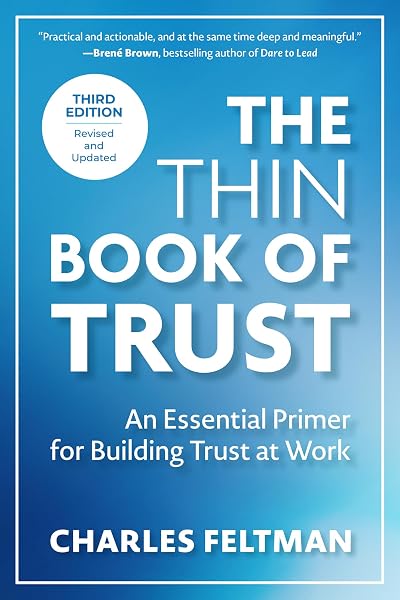 “Practical and actionable, and at the same time deep and meaningful.”
—Brené Brown, bestselling author of Dare to Lead
THIRD
EDITION
Revised
and
Updated
THE
THIN
BOOK OF
TRUST
An Essential Primer
for Building Trust at Work
CHARLES FELTMAN